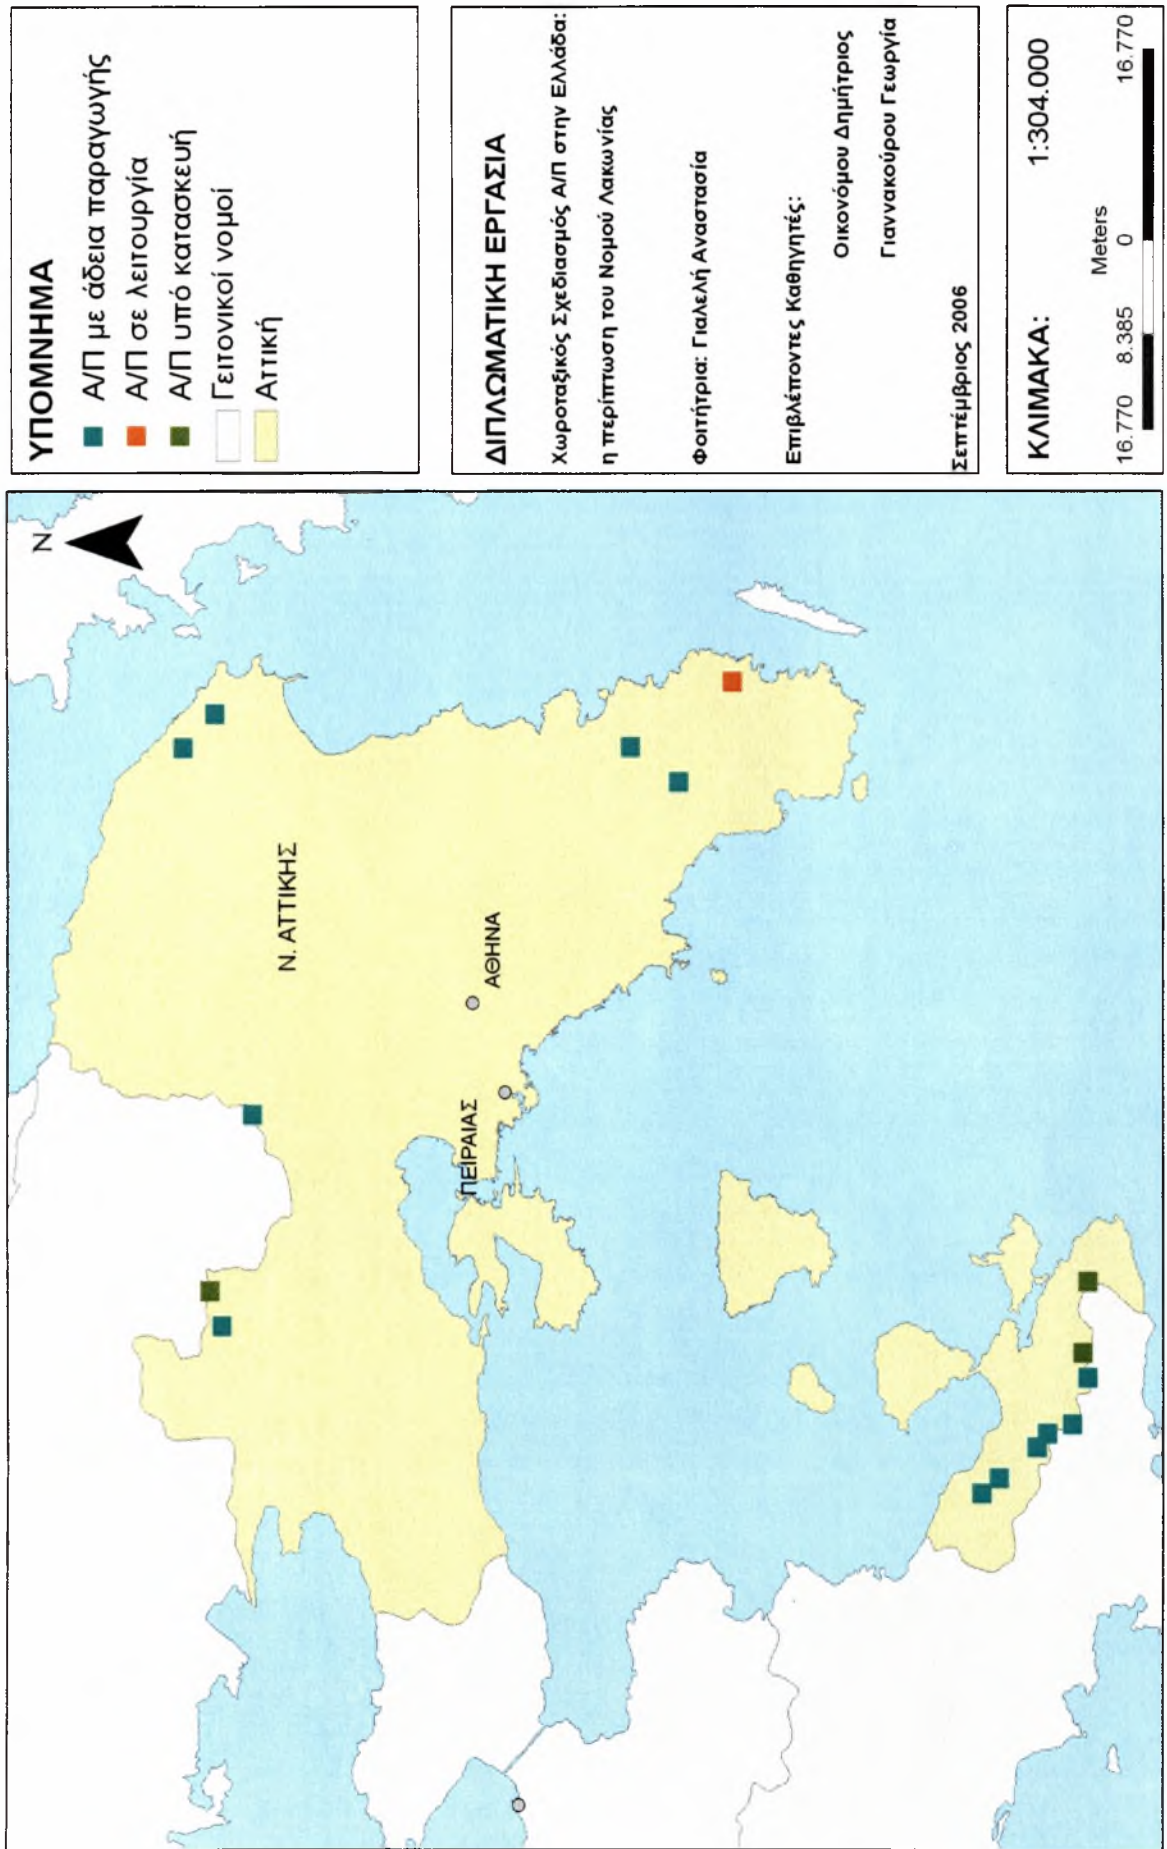 ΥΠΟΜΝΗΜΑ
Α/Π με άδεια παραγωγής
Α/Π σε λειτουργία
Α/Π υπό κατασκευή
Γειτονικοί νομοί
Αττική
ΔΙΠΛΩΜΑΤΙΚΗ ΕΡΓΑΣΙΑ
Χωροταξικός Σχεδιασμός Α/Π στην Ελλάδα:
η περίπτωση του Νομού Λακωνίας
Φοιτήτρια: Γιαλελή Αναστασία
Επιβλέποντες Καθηγητές:
Οικονόμου Δημήτριος
Γιαννακούρου Γεωργία
Σεπτέμβριος 2006
ΚΛΙΜΑΚΑ: 1:304.000
Meters
16.770 8.385 0 16.770
N
Ν. ΑΤΤΙΚΗΣ
ΑΘΗΝΑ
ΠΕΙΡΑΙΑΣ